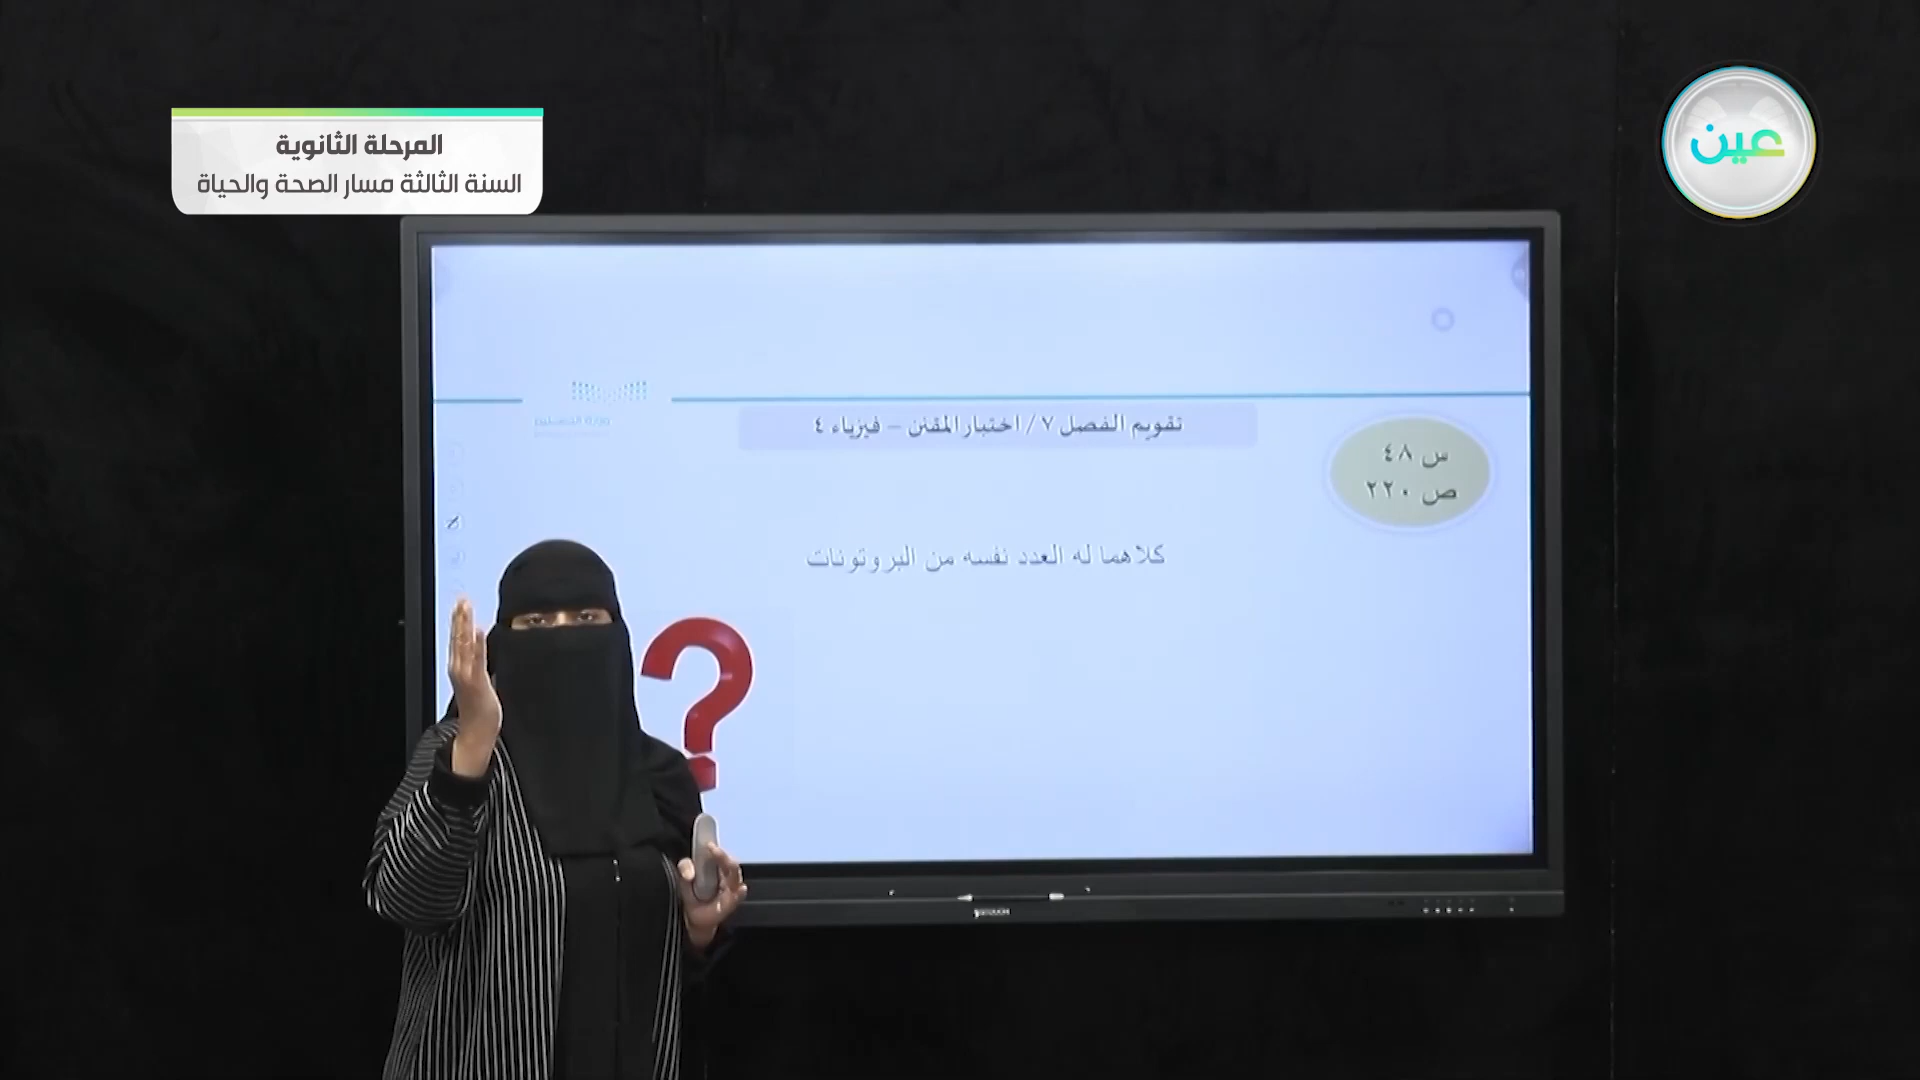 المرحلة الثانوية
السنة الثالثة مسار الصحة والحياة
عين
تقويم الفصل ٧ / اختبار المقنن – فيزياء ٤
س ٤٨
ص ٢٢٠
كلاهما له العدد نفسه من البروتونات